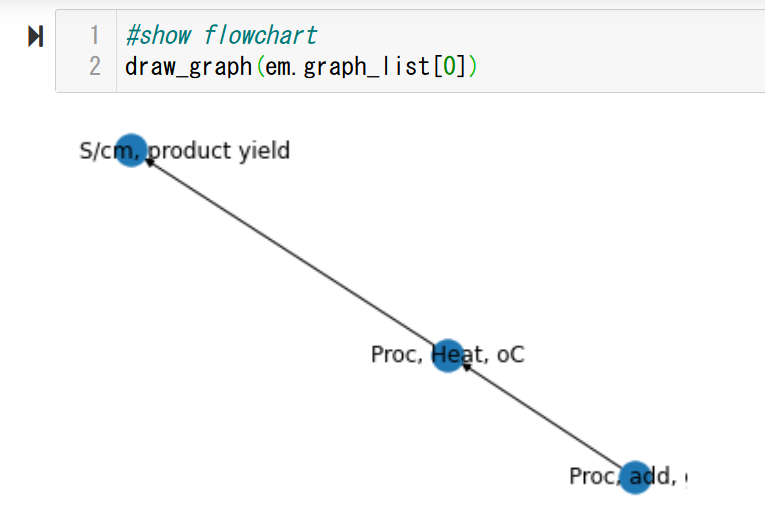 1 #show flowchart
2 draw_graph(em.graph_list[0])
S/cm, product yield
Proc, Heat, oC
Proc, add,